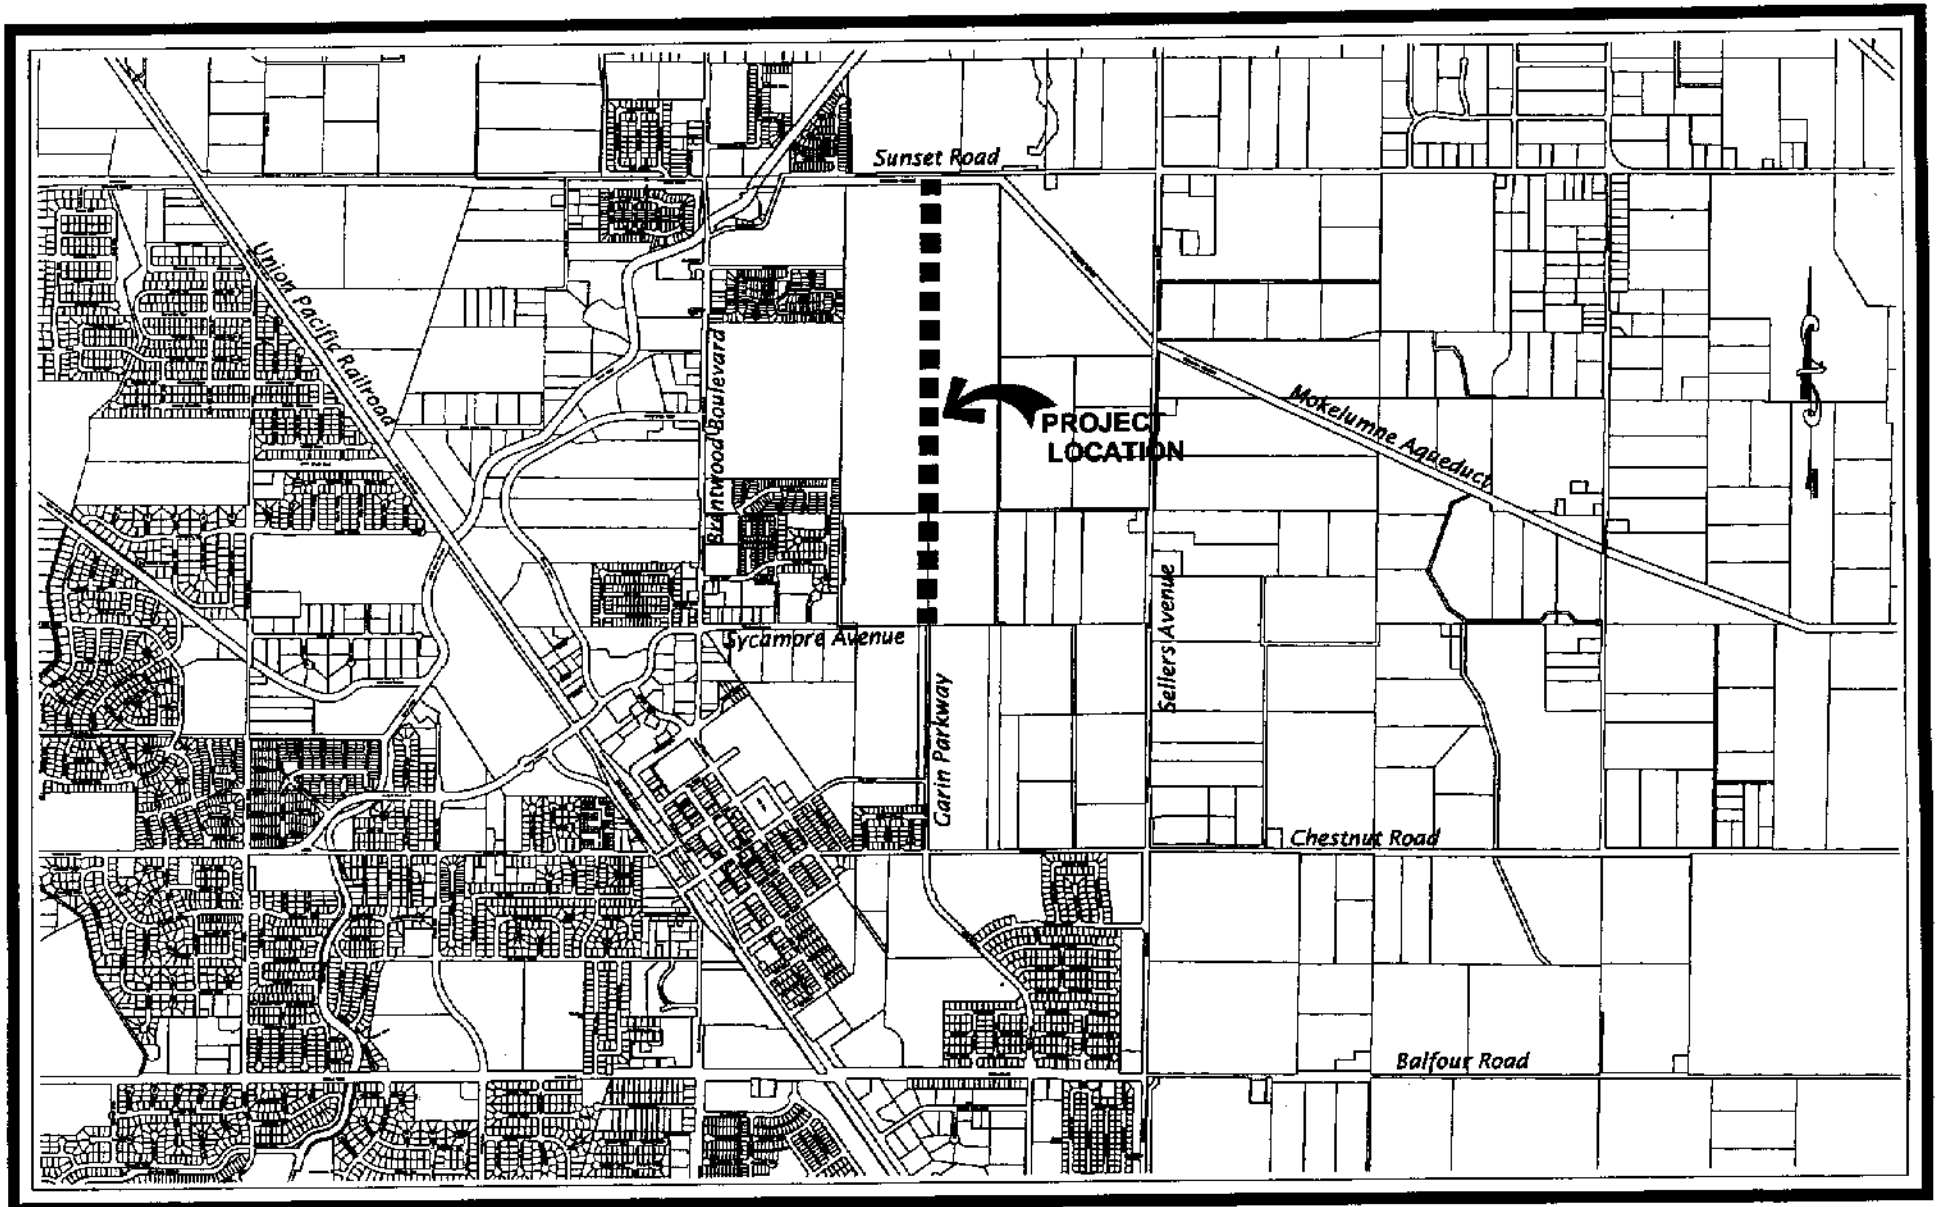 Sunset Road
Union Pacific Railroad
Brentwood Boulevard
PROJECT
LOCATION
Mokelumne Aqueduct
Sycamore Avenue
Sellers Avenue
Garin Parkway
Chestnut Road
Balfour Road